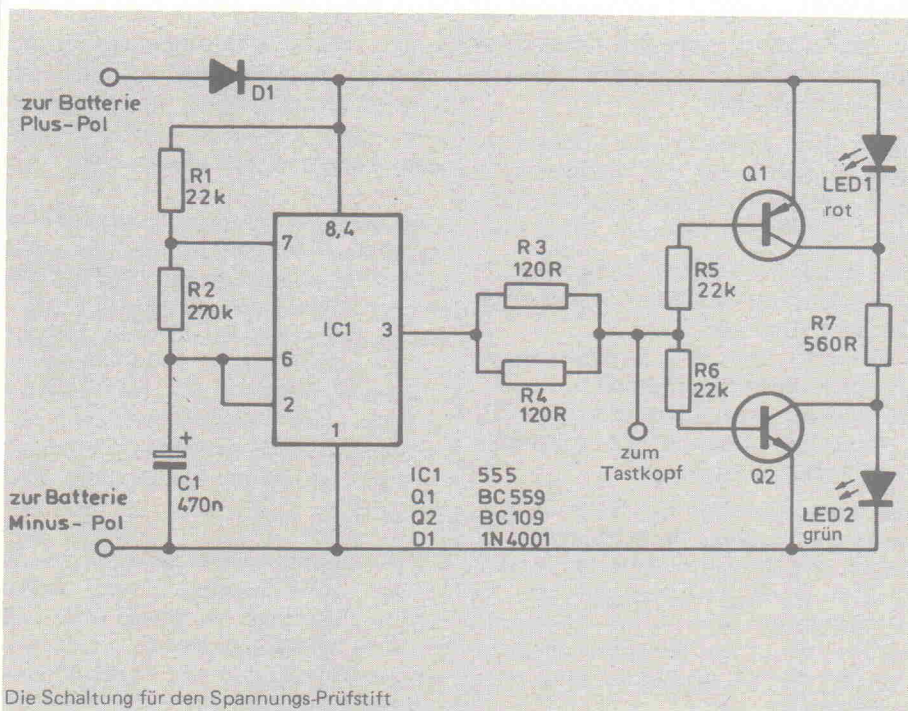 zur Batterie
Plus-Pol
D1
R1
22k
R2
270k
C1
470n
+
zur Batterie
Minus-Pol
8,4
7
6
2
IC1
3
1
R3
120R
R4
120R
zum
Tastkopf
R5
22k
R6
22k
Q1
Q2
LED1
rot
R7
560R
LED2
grün
IC1 555
Q1 BC559
Q2 BC109
D1 1N4001
Die Schaltung für den Spannungs-Prüfstift